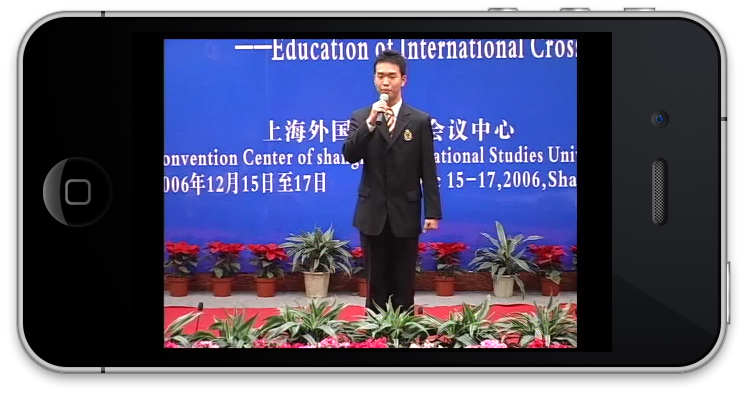 ——Education of International Cross
上海外国 会议中心
onvention Center of shang ational Studies Uni
006年12月15日至17日 c 15-17,2006,Sha